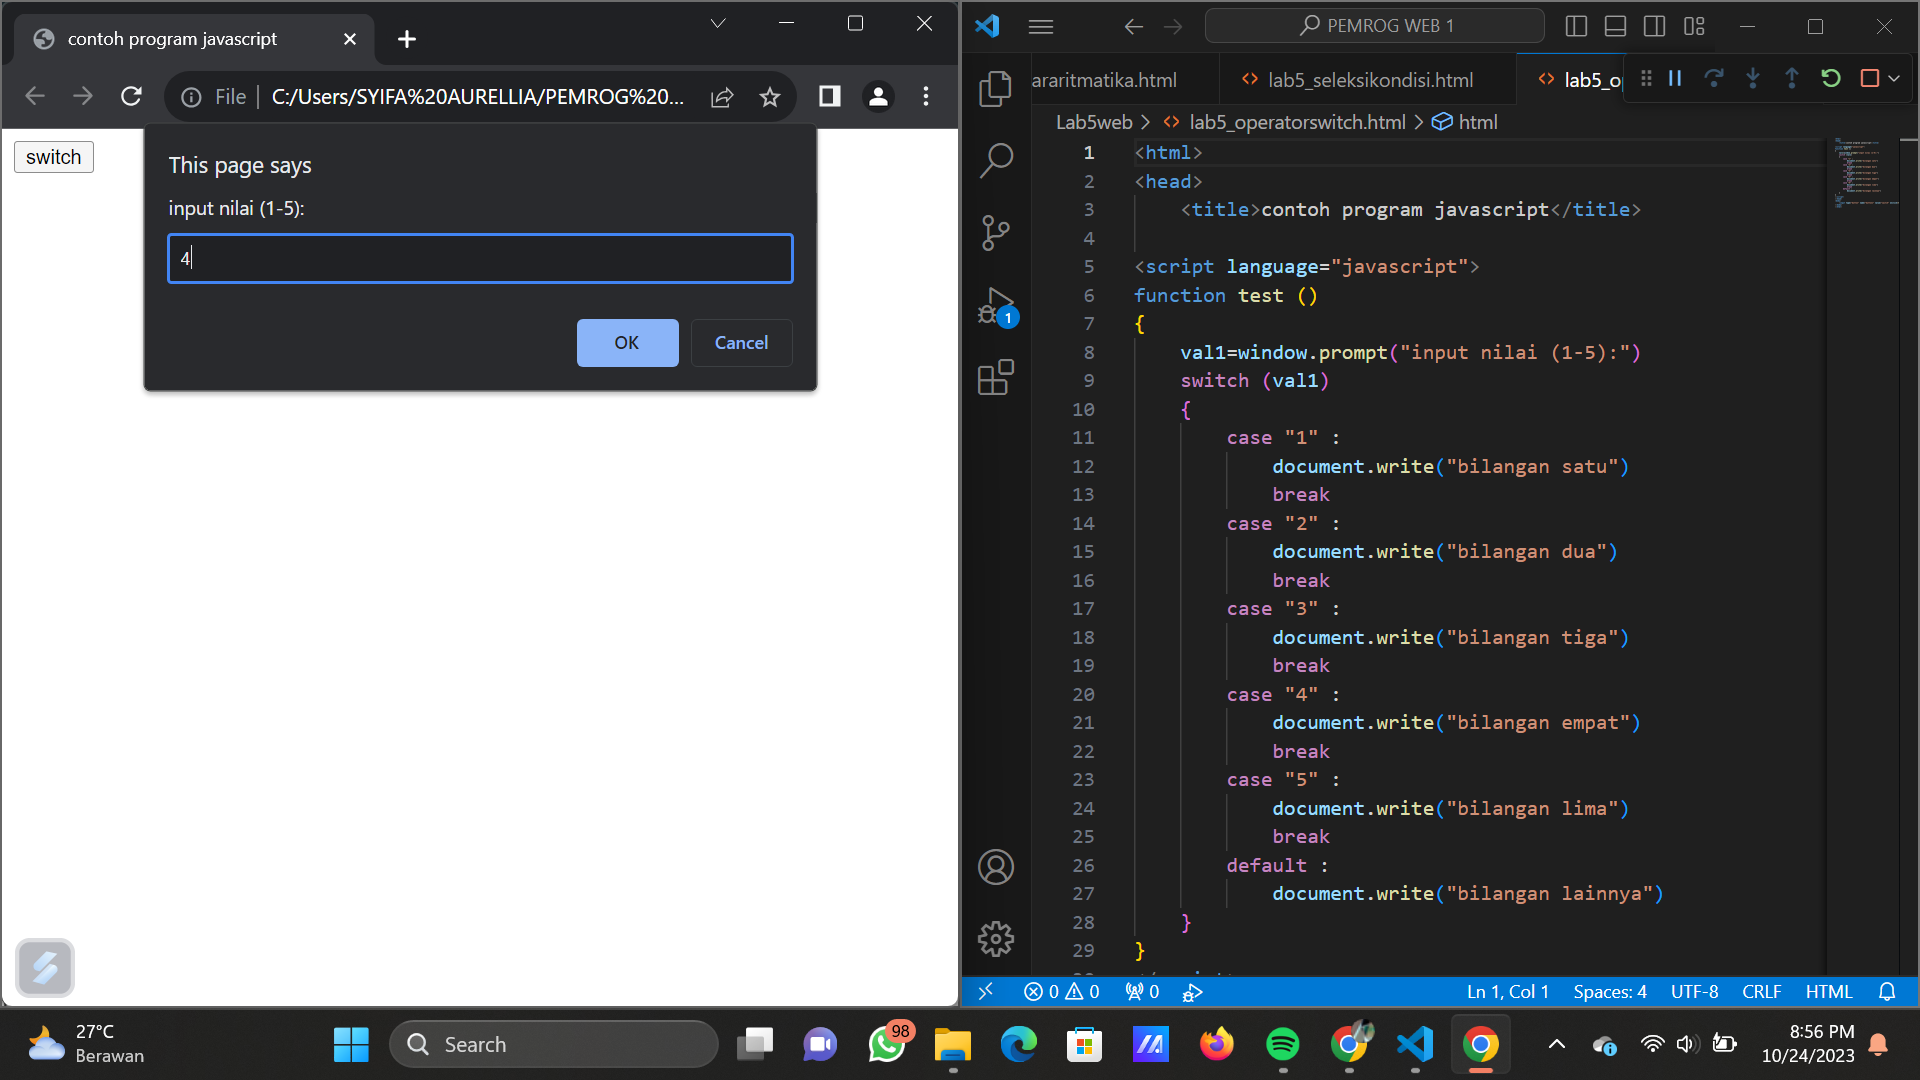 contoh program javascript
File
C:/Users/SYIFA%20AURELLIA/PEMROG%20...
switch
This page says
input nilai (1-5):
4
OK
Cancel
PEMROG WEB 1
araritmatika.html
lab5_seleksikondisi.html
lab5_o
Lab5web > lab5_operatorswitch.html > html
1 <html>
2 <head>
3 <title>contoh program javascript</title>
4
5 <script language="javascript">
6 function test ()
7 {
8 val1=window.prompt("input nilai (1-5):")
9 switch (val1)
10 {
11 case "1" :
12 document.write("bilangan satu")
13 break
14 case "2" :
15 document.write("bilangan dua")
16 break
17 case "3" :
18 document.write("bilangan tiga")
19 break
20 case "4" :
21 document.write("bilangan empat")
22 break
23 case "5" :
24 document.write("bilangan lima")
25 break
26 default :
27 document.write("bilangan lainnya")
28 }
29 }
1
0 0 0
Ln 1, Col 1 Spaces: 4 UTF-8 CRLF HTML
27°C
Berawan
Search
98
8:56 PM
10/24/2023